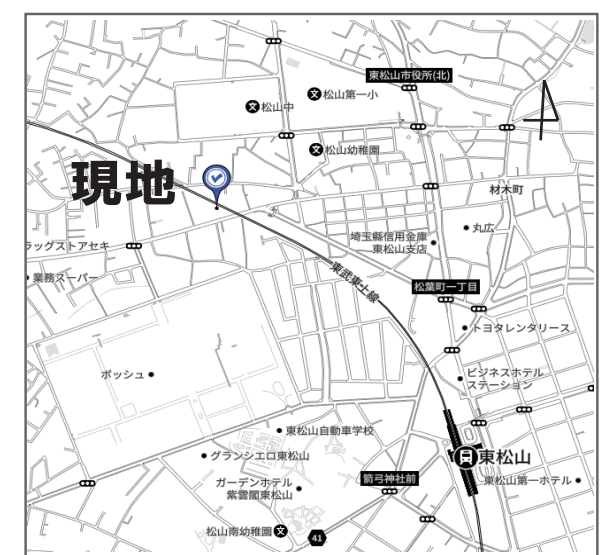 東松山市役所(北)
文 松山第一小
文 松山中
文 松山幼稚園
現地
材木町
丸広
埼玉縣信用金庫
東松山支店
ラッグストアセキ
業務スーパー
東武東上線
松葉町一丁目
トヨタレンタリース
ボッシュ
ビジネスホテル
ステーション
東松山自動車学校
グランシエロ東松山
東松山
ガーデンホテル
紫雲閣東松山
箭弓神社前
東松山第一ホテル
松山南幼稚園 文
41